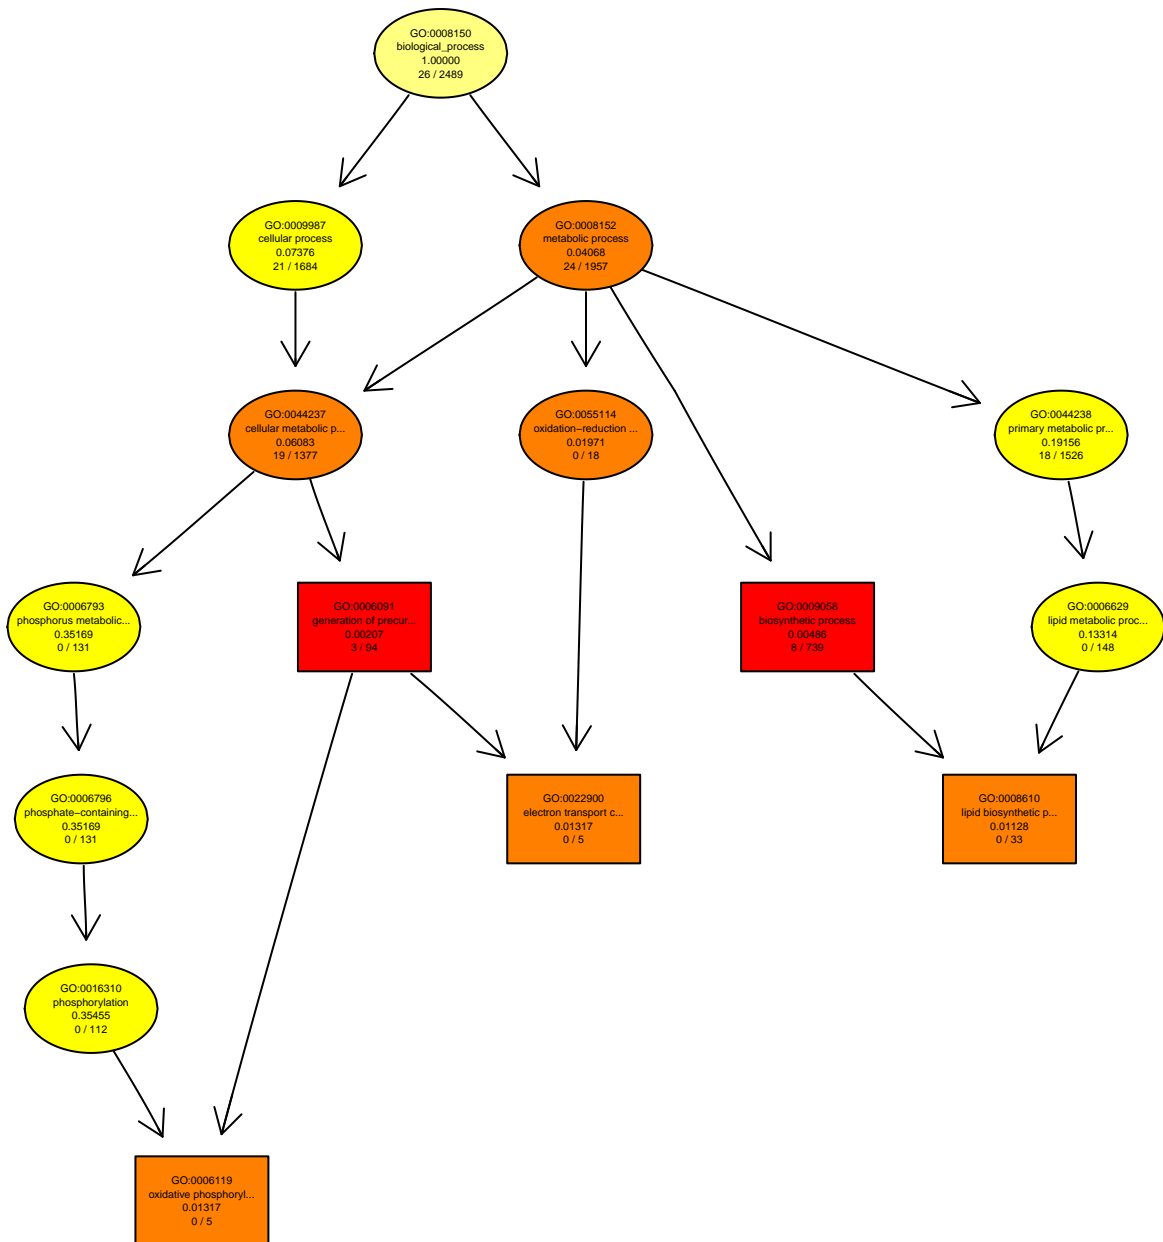 GO:0008150
biological_process
1.00000
26 / 2489
GO:0009987
cellular process
0.07376
21 / 1684
GO:0008152
metabolic process
0.04068
24 / 1957
GO:0044237
cellular metabolic p...
0.06083
19 / 1377
GO:0055114
oxidation−reduction ...
0.01971
0 / 18
GO:0044238
primary metabolic pr...
0.19156
18 / 1526
GO:0006793
phosphorus metabolic...
0.35169
0 / 131
GO:0006091
generation of precur...
0.00207
3 / 94
GO:0009058
biosynthetic process
0.00486
8 / 739
GO:0006629
lipid metabolic proc...
0.13314
0 / 148
GO:0006796
phosphate−containing...
0.35169
0 / 131
GO:0022900
electron transport c...
0.01317
0 / 5
GO:0008610
lipid biosynthetic p...
0.01128
0 / 33
GO:0016310
phosphorylation
0.35455
0 / 112
GO:0006119
oxidative phosphoryl...
0.01317
0 / 5